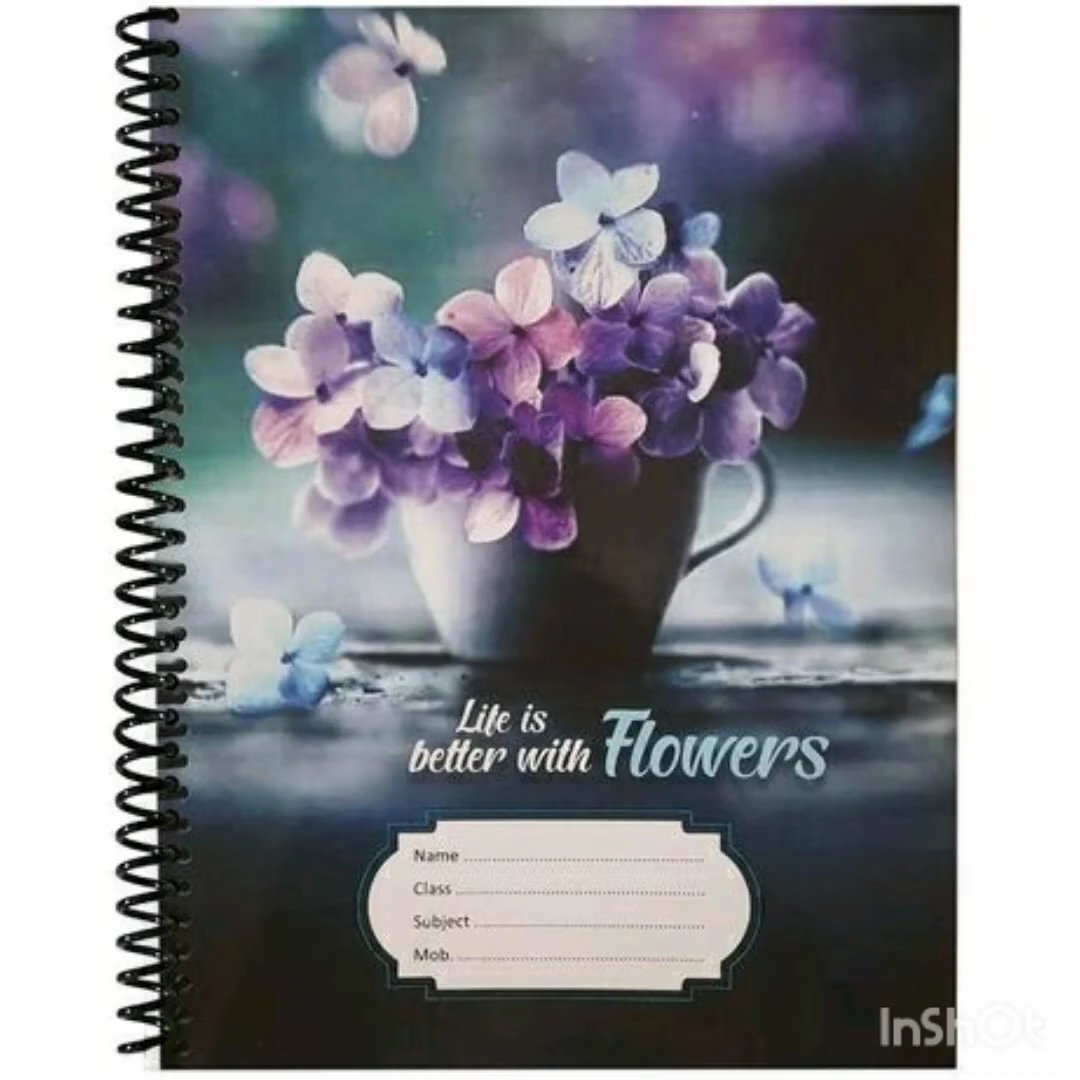 Life is
better with Flowers
Name
Class
Subject
Mob.
InShOt